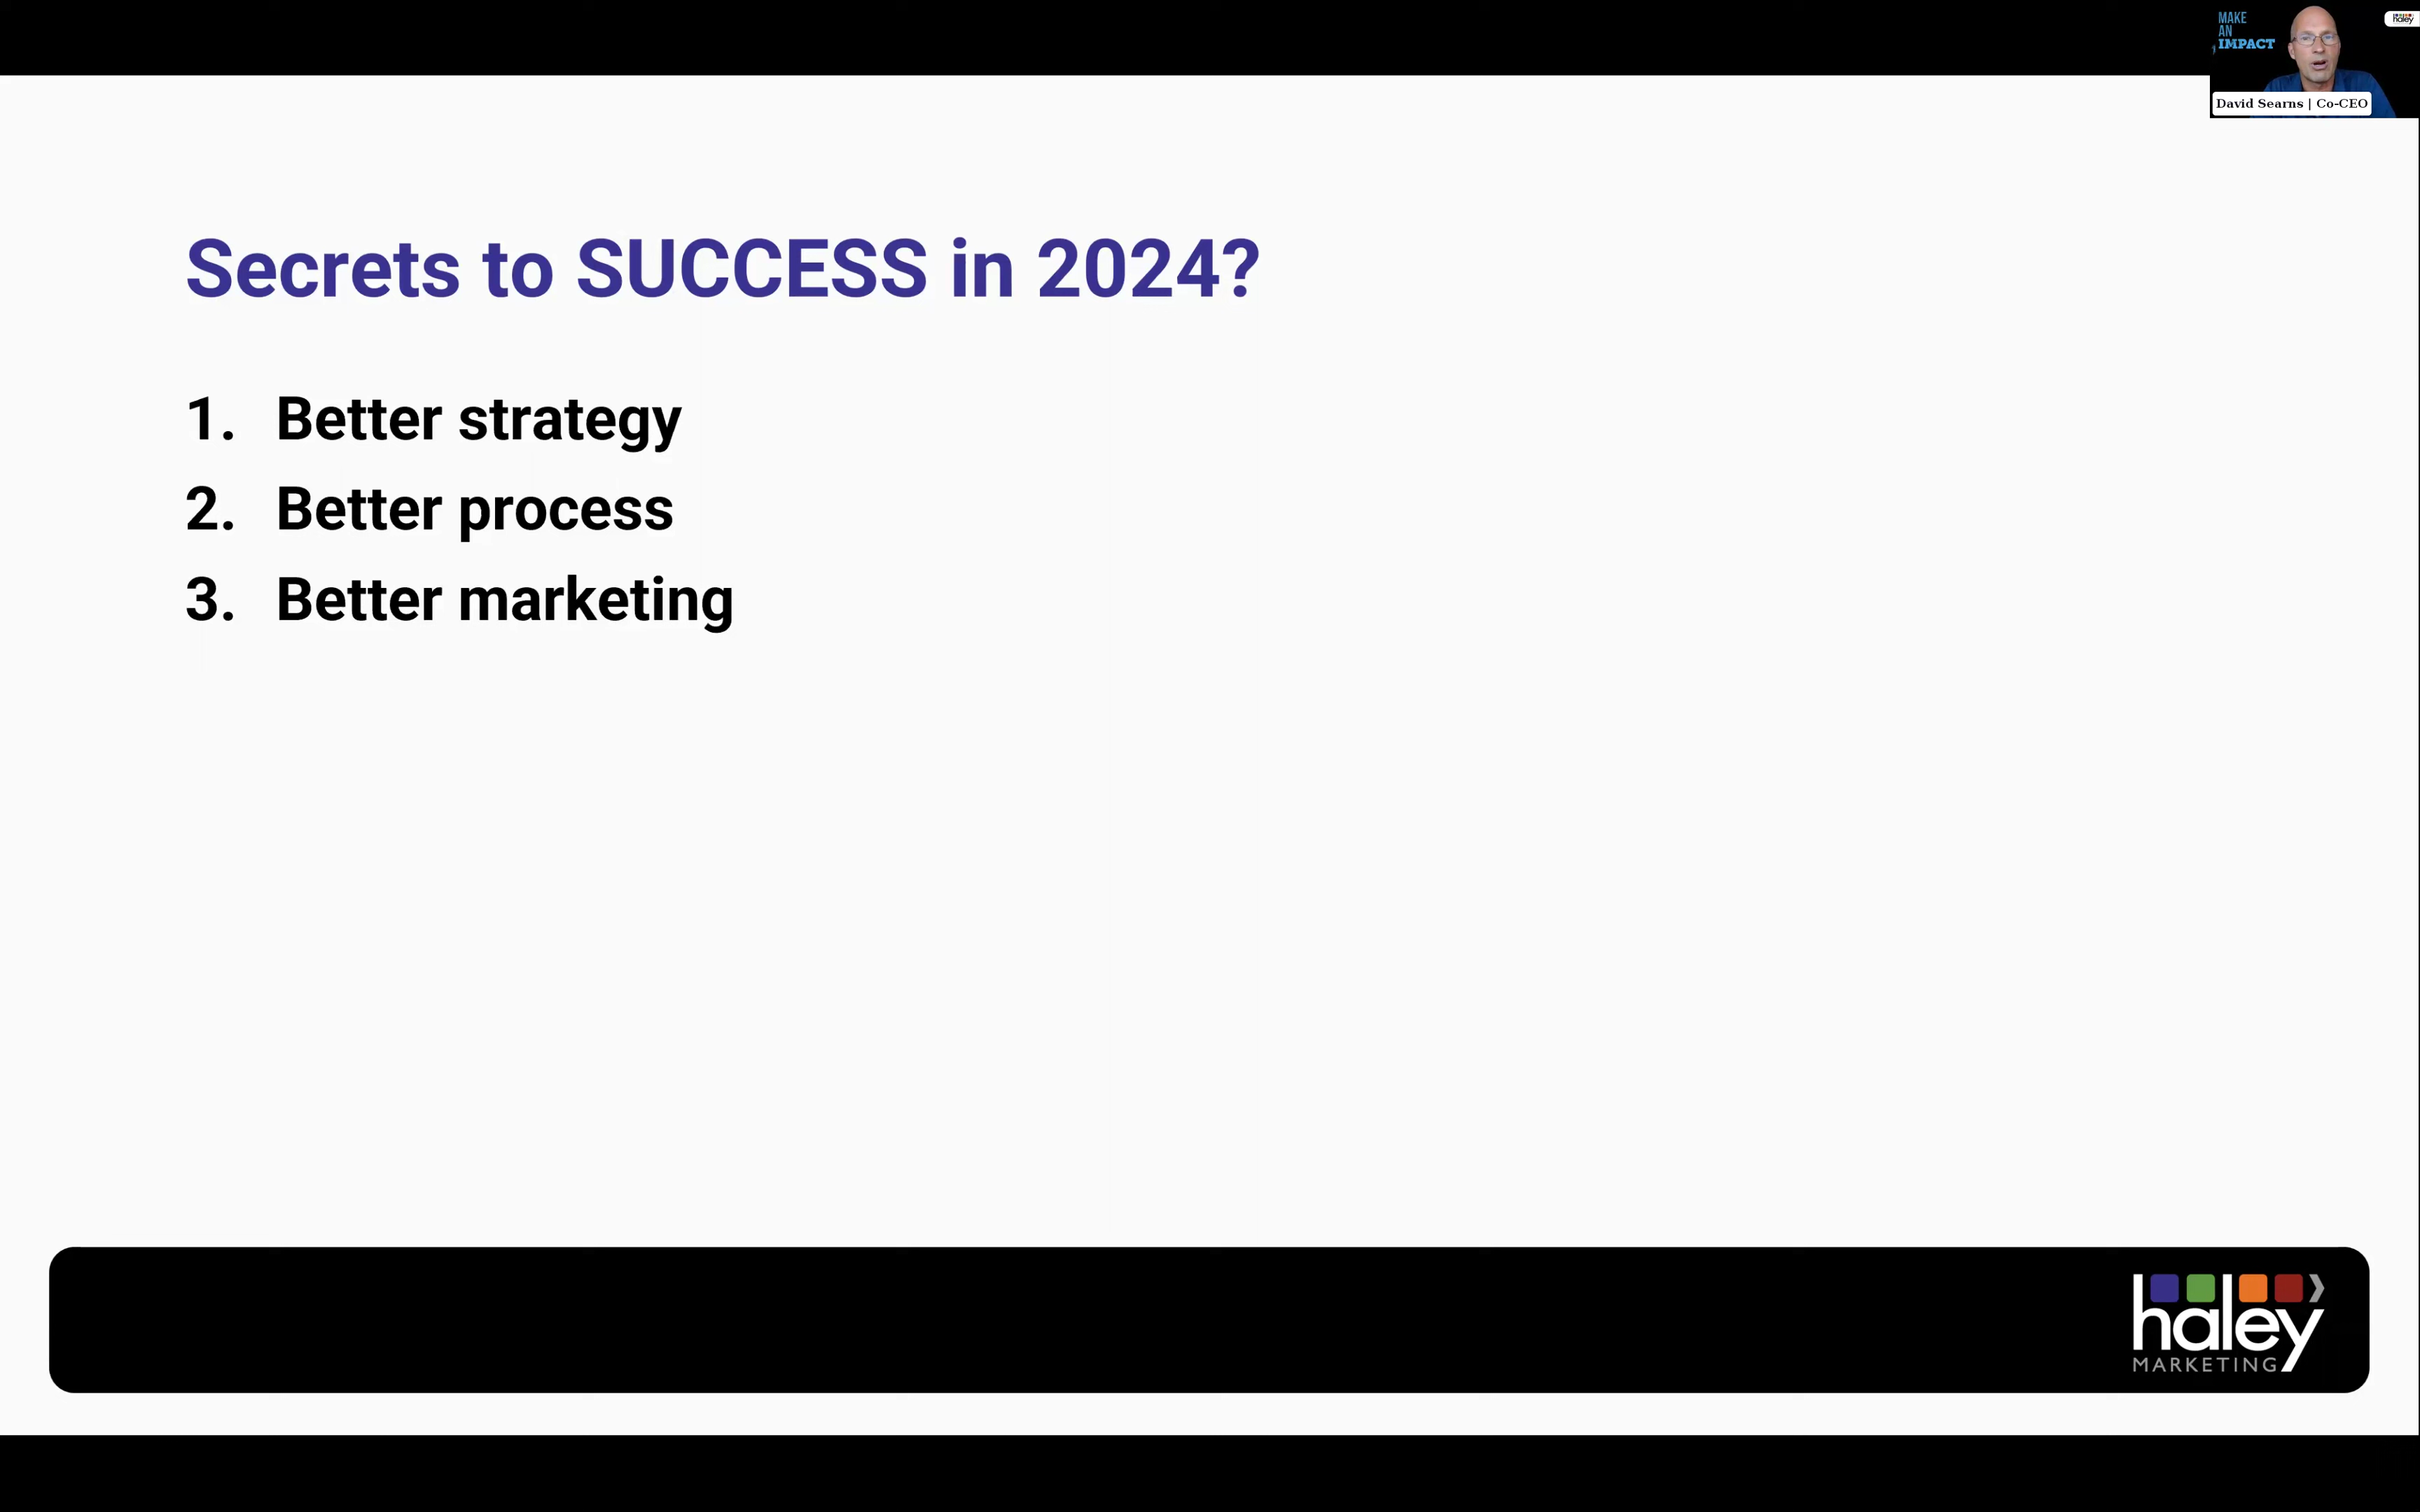 MAKE
AN
IMPACT
haley
David Searns | Co-CEO
Secrets to SUCCESS in 2024?
1. Better strategy
2. Better process
3. Better marketing
haley
MARKETING